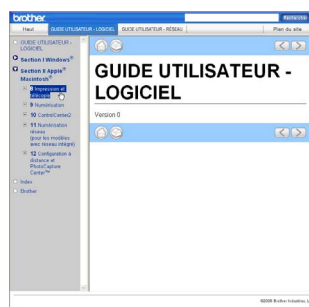 brother
Recherche
Haut
GUIDE UTILISATEUR - LOGICIEL
GUIDE UTILISATEUR - RÉSEAU
Plan du site
GUIDE UTILISATEUR - LOGICIEL
Section I Windows®
Section II Apple® Macintosh®
8 Impression et télécopie
9 Numérisation
10 ControlCenter2
11 Numérisation réseau
(pour les modèles avec réseau intégré)
12 Configuration à distance et PhotoCapture Center™
Index
Brother
GUIDE UTILISATEUR -
LOGICIEL
Version 0
Brother Industries,